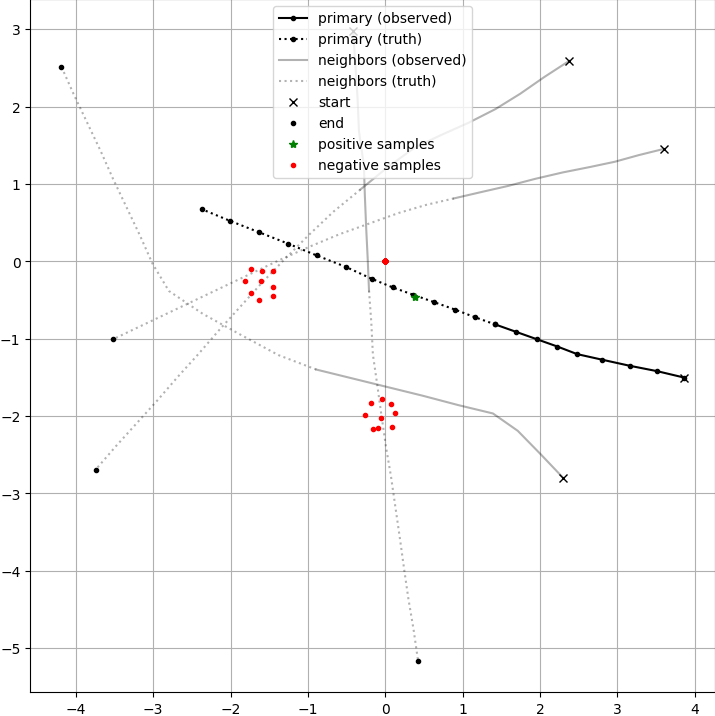 primary (observed)
primary (truth)
neighbors (observed)
neighbors (truth)
start
end
positive samples
negative samples
3
2
1
0
−1
−2
−3
−4
−5
−4 −3 −2 −1 0 1 2 3 4